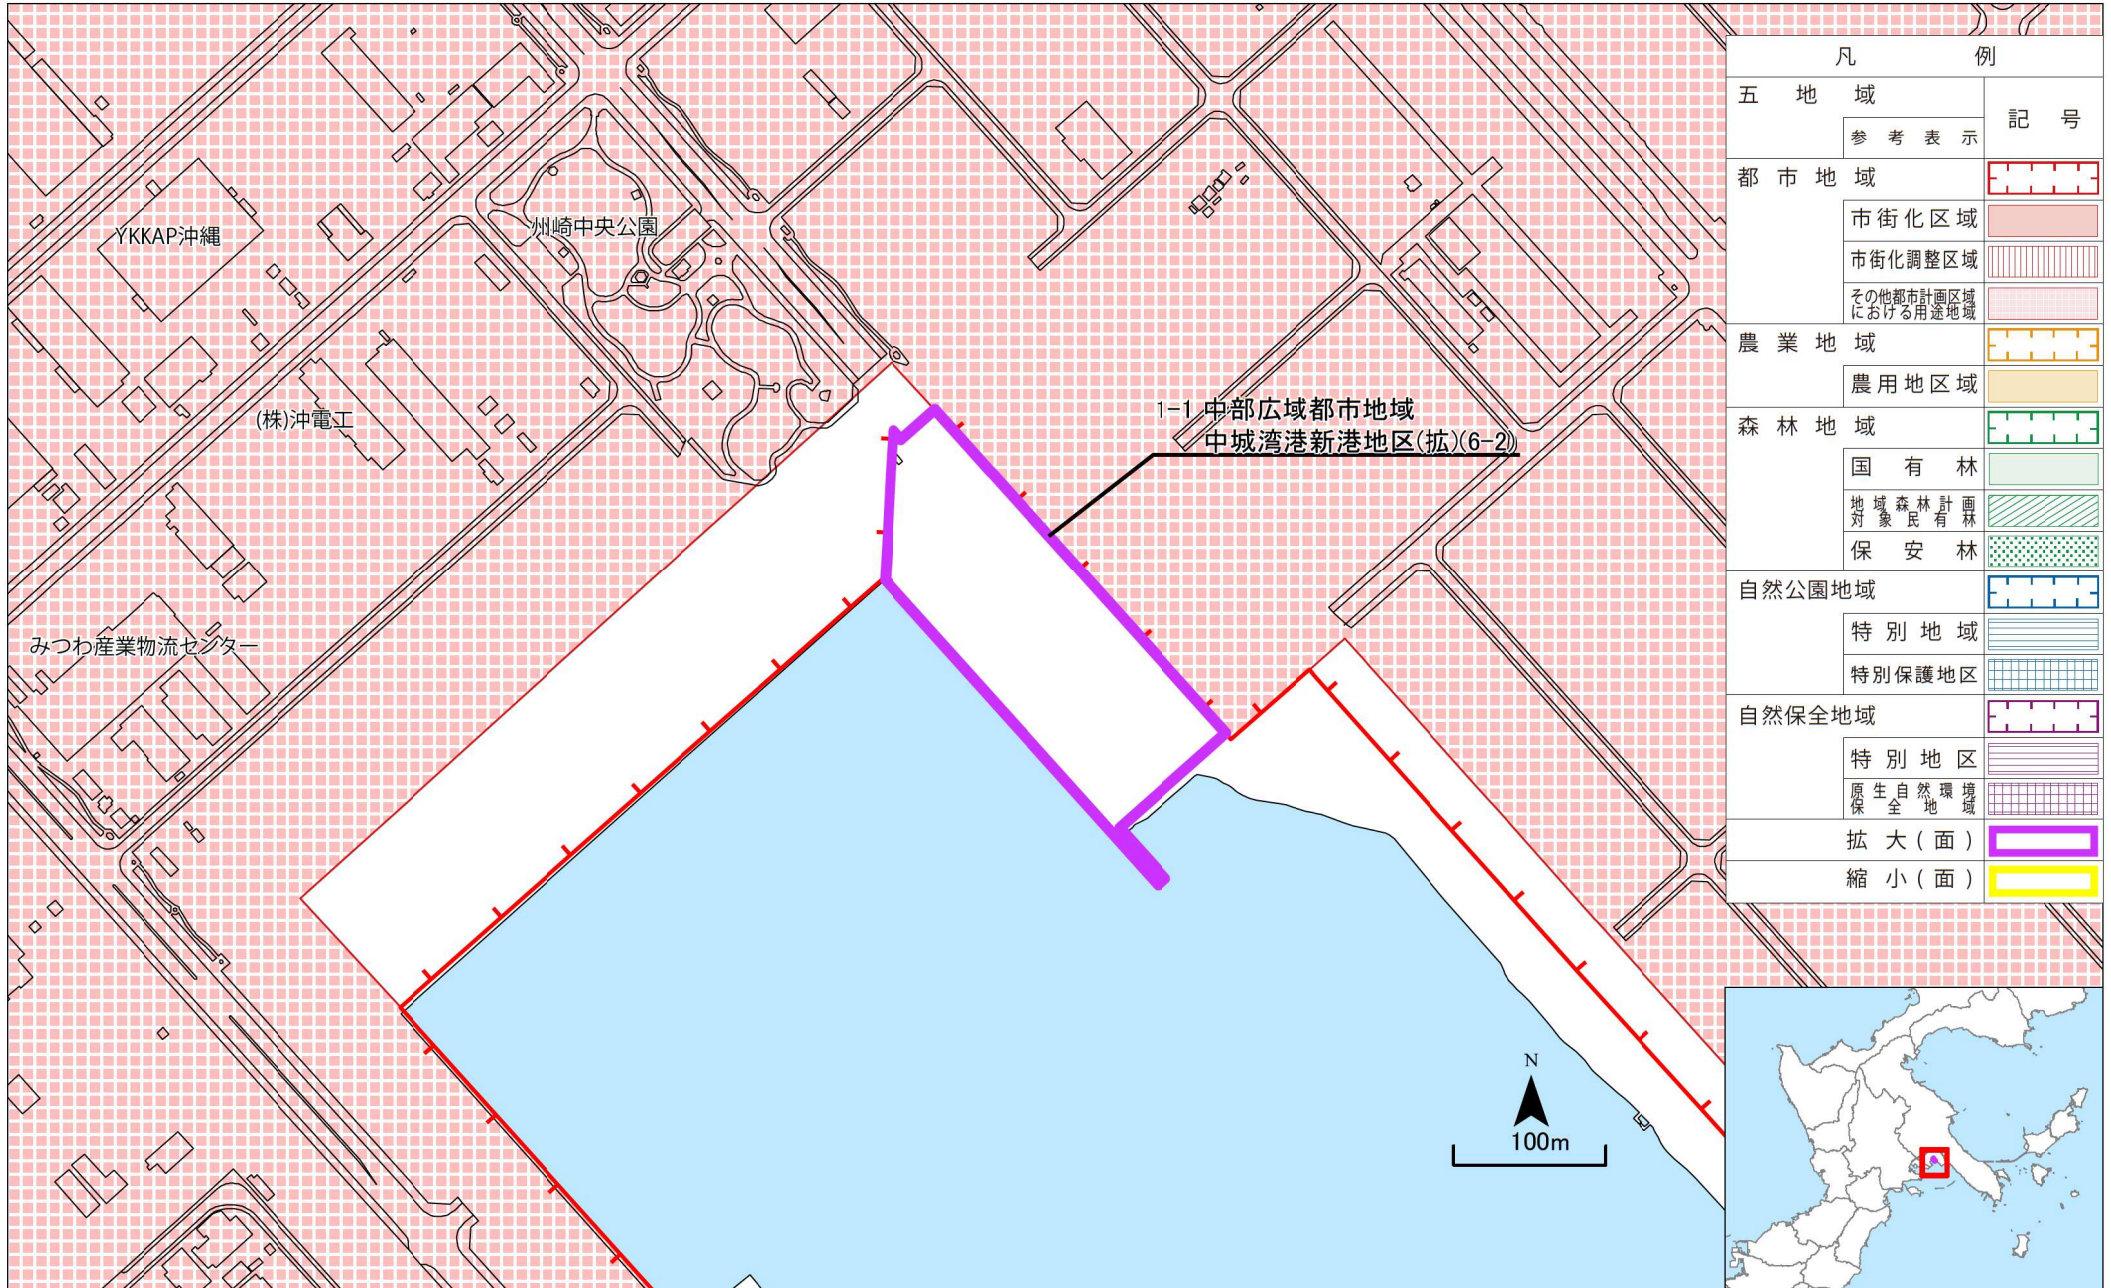 YKKAP沖縄
州崎中央公園
(株)沖電工
みつわ産業物流センター
1-1 中部広域都市地域
中城湾港新港地区(拡)(6-2)
N
100m
凡 例
五 地 域
記 号
参 考 表 示
都 市 地 域
市街化区域
市街化調整区域
その他都市計画区域
における用途地域
農 業 地 域
農用地区域
森 林 地 域
国 有 林
地域森林計画
対象民有林
保 安 林
自然公園地域
特 別 地 域
特別保護地区
自然保全地域
特 別 地 区
原生自然環境
保全地域
拡 大 ( 面 )
縮 小 ( 面 )